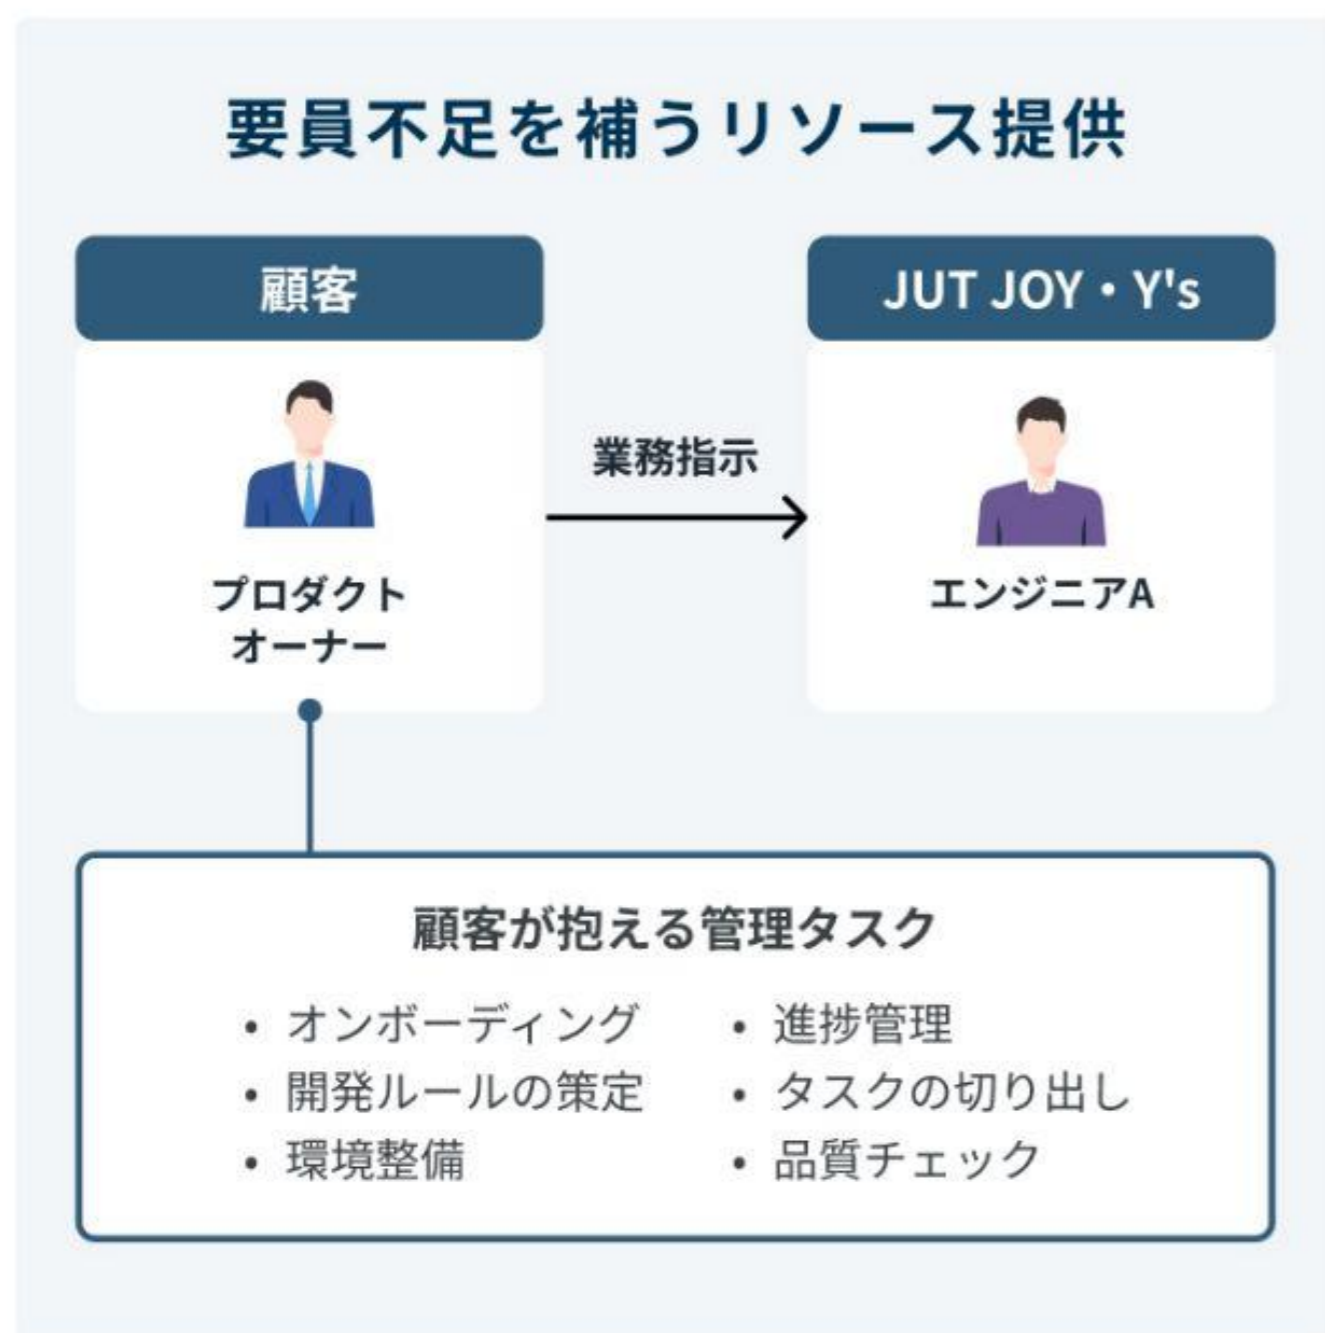 要員不足を補うリソース提供
顧客
JUT JOY・Y's
業務指示
プロダクト
オーナー
エンジニアA
顧客が抱える管理タスク
• オンボーディング
• 開発ルールの策定
• 環境整備
• 進捗管理
• タスクの切り出し
• 品質チェック